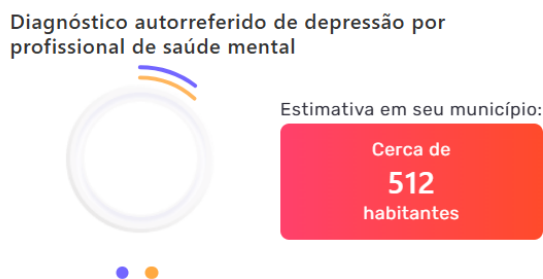 Diagnóstico autorreferido de depressão por
profissional de saúde mental
Estimativa em seu município:
Cerca de
512
habitantes